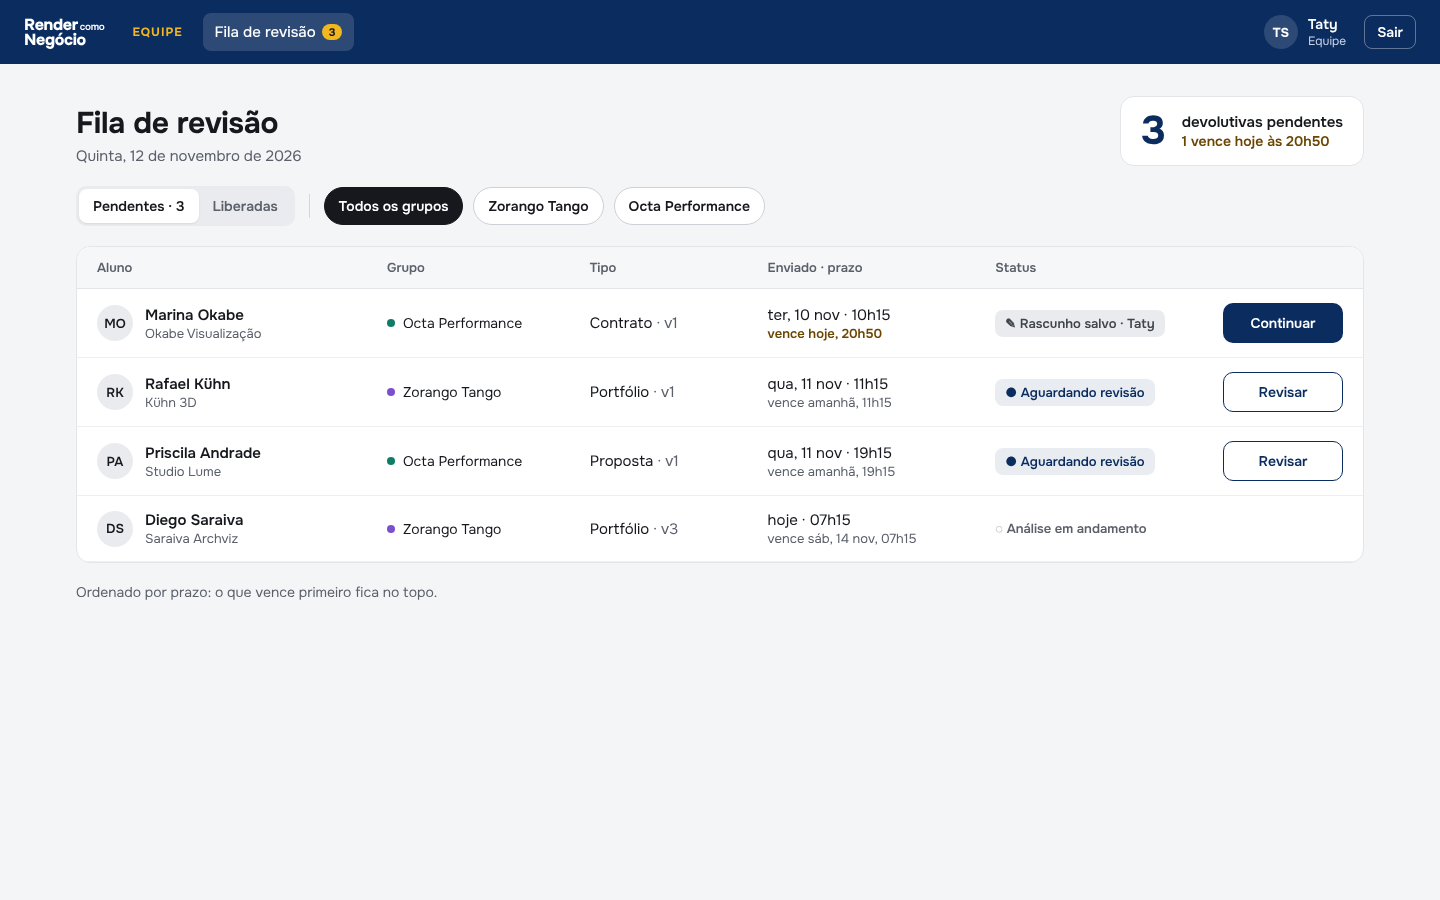 Render como
Negócio
EQUIPE
Fila de revisão 3
TS
Taty
Equipe
Sair
Fila de revisão
Quinta, 12 de novembro de 2026
3
devolutivas pendentes
1 vence hoje às 20h50
Pendentes · 3
Liberadas
Todos os grupos
Zorango Tango
Octa Performance
Aluno
Grupo
Tipo
Enviado · prazo
Status
MO
Marina Okabe
Okabe Visualização
Octa Performance
Contrato · v1
ter, 10 nov · 10h15
vence hoje, 20h50
✎ Rascunho salvo · Taty
Continuar
RK
Rafael Kühn
Kühn 3D
Zorango Tango
Portfólio · v1
qua, 11 nov · 11h15
vence amanhã, 11h15
Aguardando revisão
Revisar
PA
Priscila Andrade
Studio Lume
Octa Performance
Proposta · v1
qua, 11 nov · 19h15
vence amanhã, 19h15
Aguardando revisão
Revisar
DS
Diego Saraiva
Saraiva Archviz
Zorango Tango
Portfólio · v3
hoje · 07h15
vence sáb, 14 nov, 07h15
Análise em andamento
Ordenado por prazo: o que vence primeiro fica no topo.